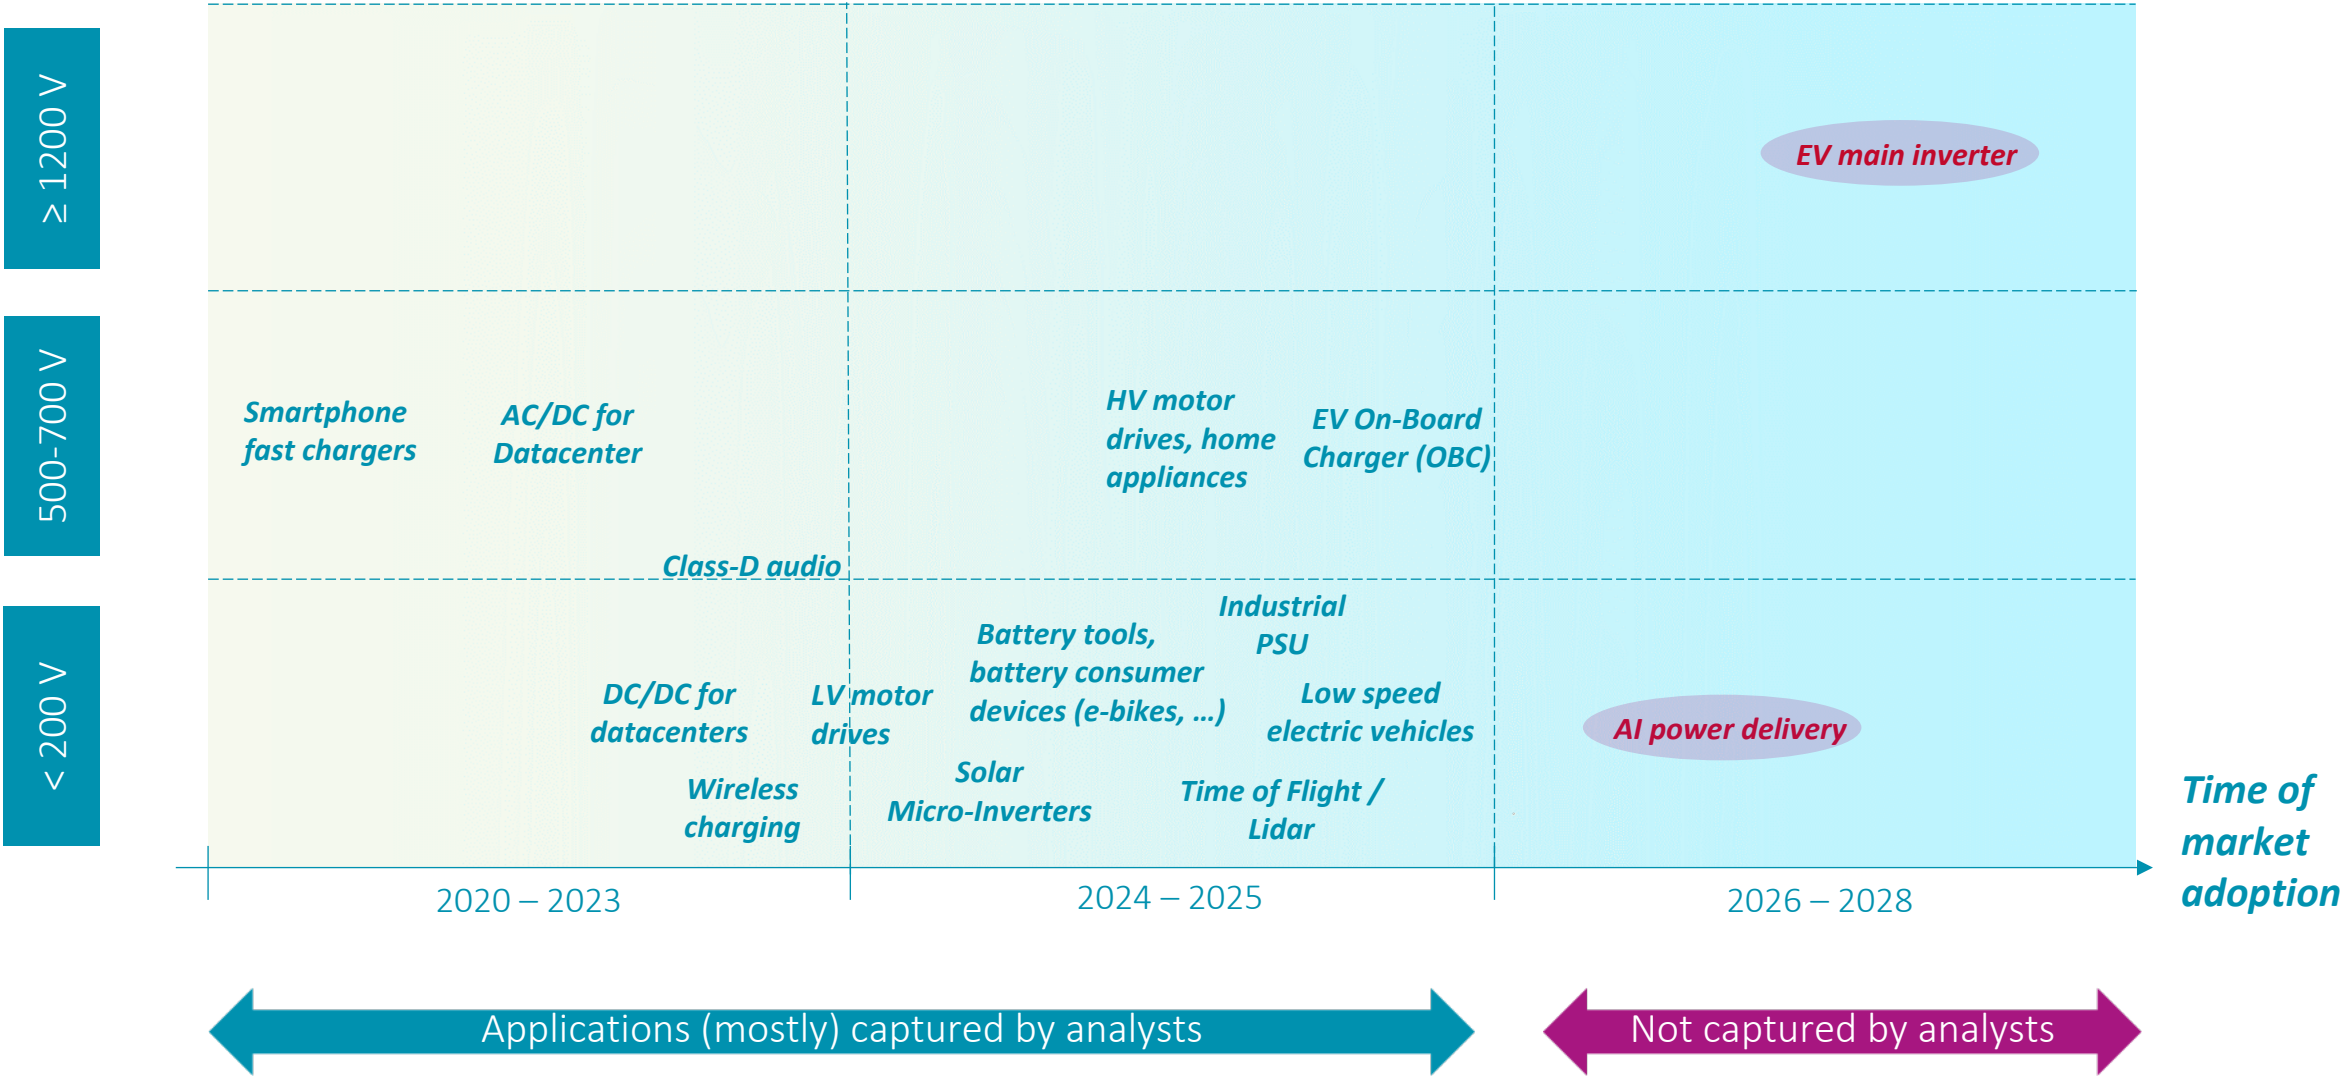 ≥ 1200 V
EV main inverter
500-700 V
Smartphone
fast chargers
AC/DC for
Datacenter
HV motor
drives, home
appliances
EV On-Board
Charger (OBC)
Class-D audio
< 200 V
DC/DC for
datacenters
Wireless
charging
LV motor
drives
Battery tools,
battery consumer
devices (e-bikes, ...)
Solar
Micro-Inverters
Industrial
PSU
Low speed
electric vehicles
Time of Flight /
Lidar
AI power delivery
Time of
market
adoption
2020 – 2023
2024 – 2025
2026 – 2028
Applications (mostly) captured by analysts
Not captured by analysts